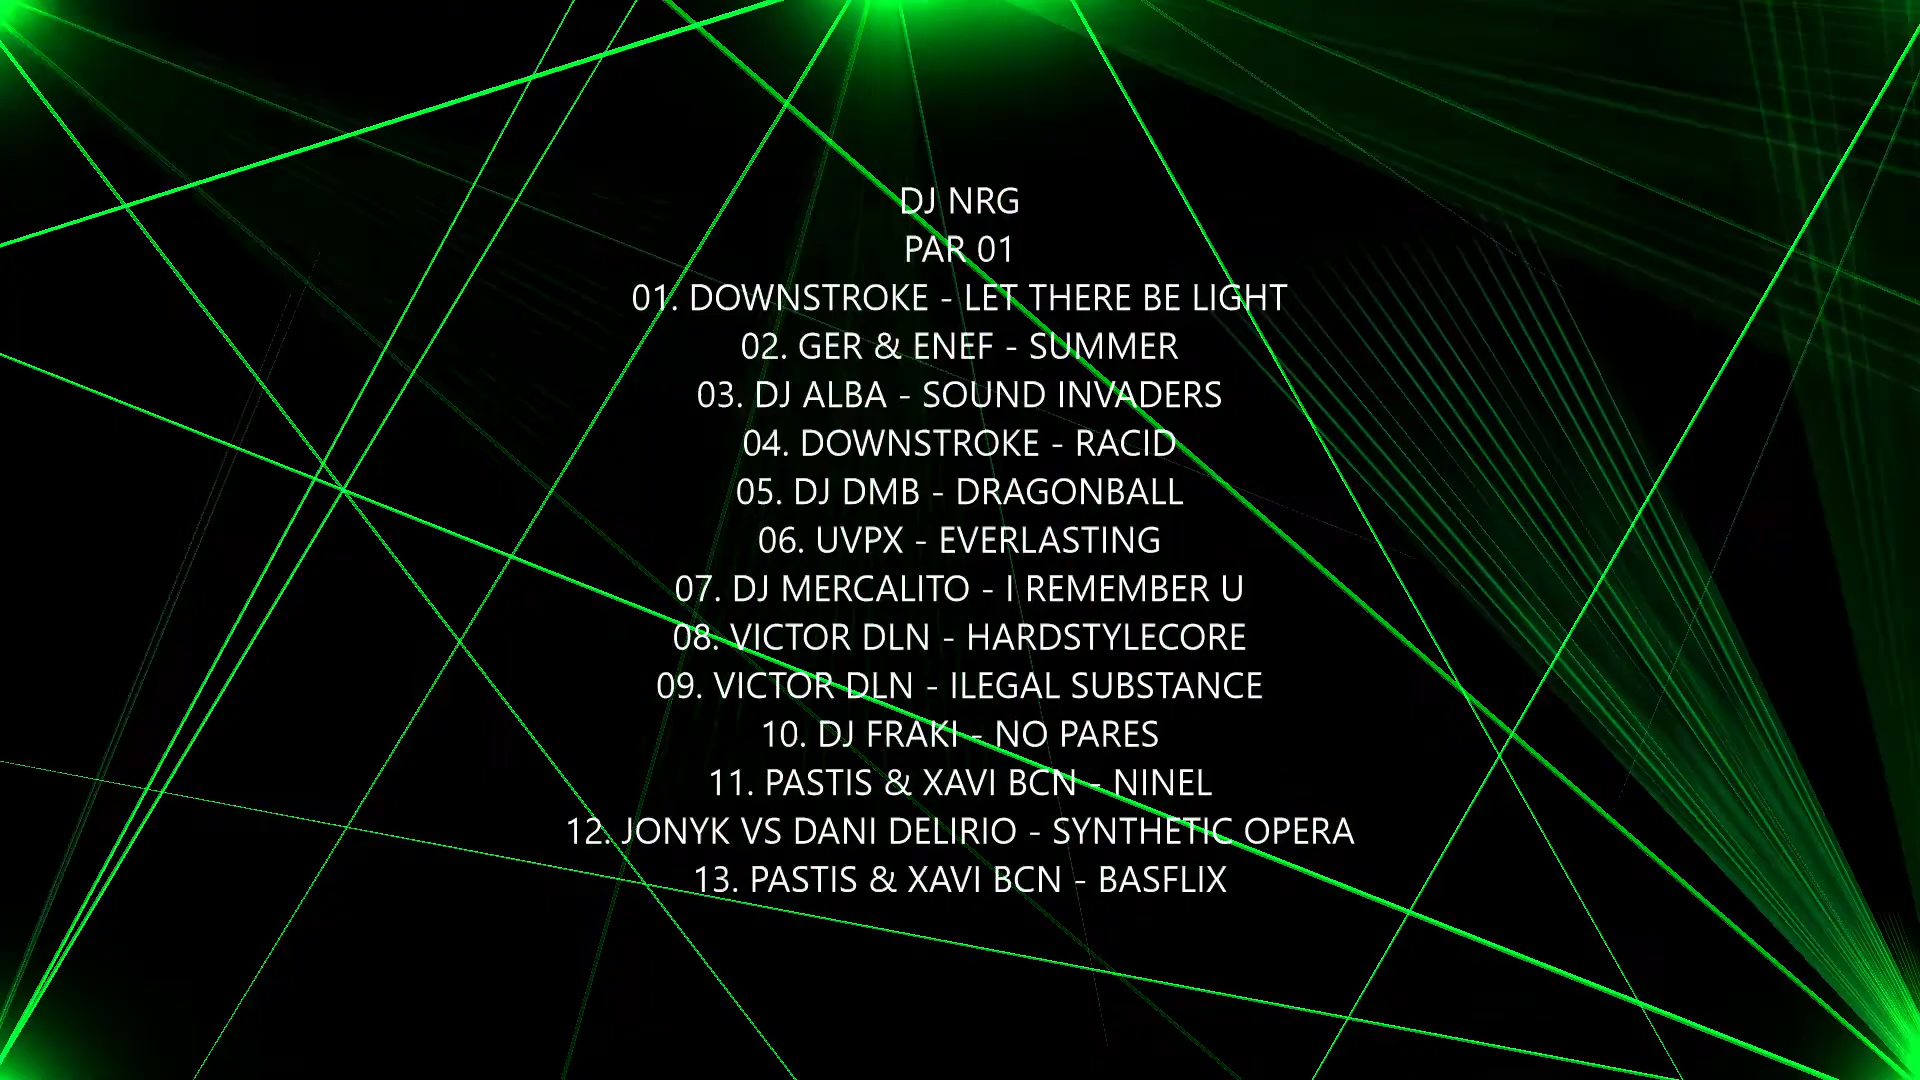 DJ NRG
PAR 01
01. DOWNSTROKE - LET THERE BE LIGHT
02. GER & ENEF - SUMMER
03. DJ ALBA - SOUND INVADERS
04. DOWNSTROKE - RACID
05. DJ DMB - DRAGONBALL
06. UVPX - EVERLASTING
07. DJ MERCALITO - I REMEMBER U
08. VICTOR DLN - HARDSTYLECORE
09. VICTOR DLN - ILEGAL SUBSTANCE
10. DJ FRAKI - NO PARES
11. PASTIS & XAVI BCN - NINEL
12. JONYK VS DANI DELIRIO - SYNTHETIC OPERA
13. PASTIS & XAVI BCN - BASFLIX